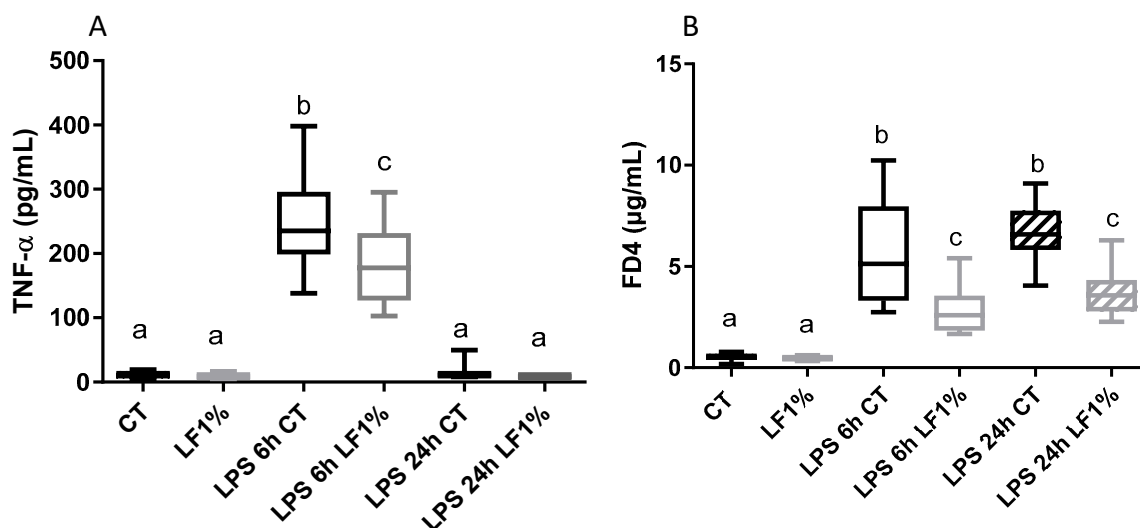 A
TNF-α (pg/mL)
500
400
300
200
100
0
a
a
b
c
a
a
CT
LF1%
LPS 6h CT
LPS 6h LF1%
LPS 24h CT
LPS 24h LF1%
B
FD4 (µg/mL)
15
10
5
0
a
a
b
c
b
c
CT
LF1%
LPS 6h CT
LPS 6h LF1%
LPS 24h CT
LPS 24h LF1%